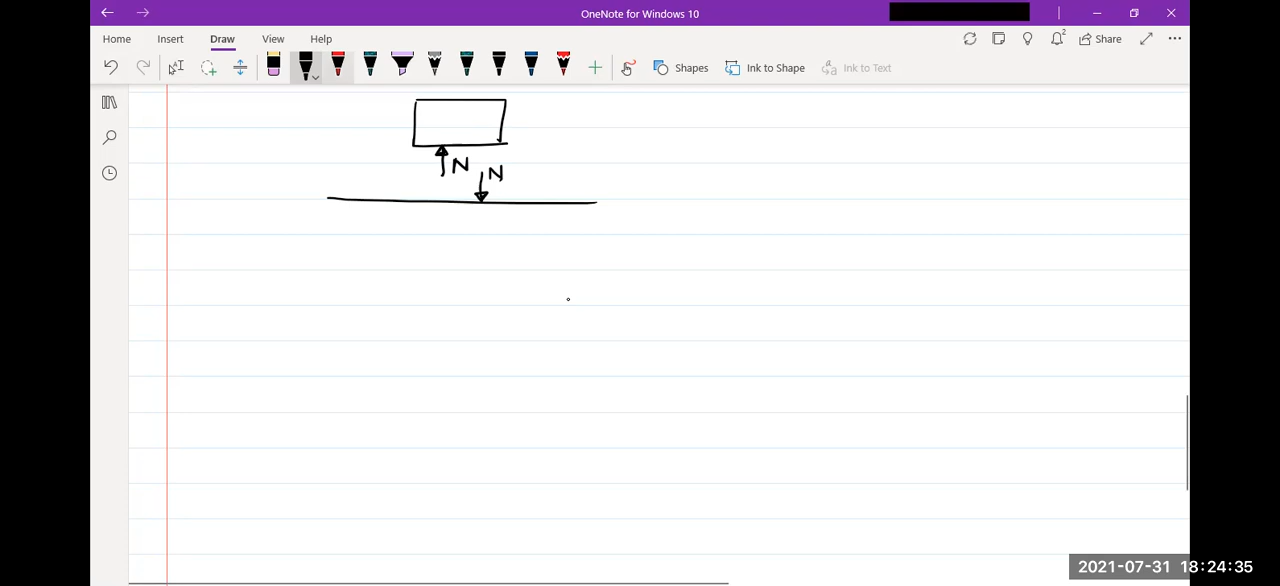 OneNote for Windows 10
Home Insert Draw View Help
2
Share
Shapes
Ink to Shape
Ink to Text
N
N
2021-07-31 18:24:35